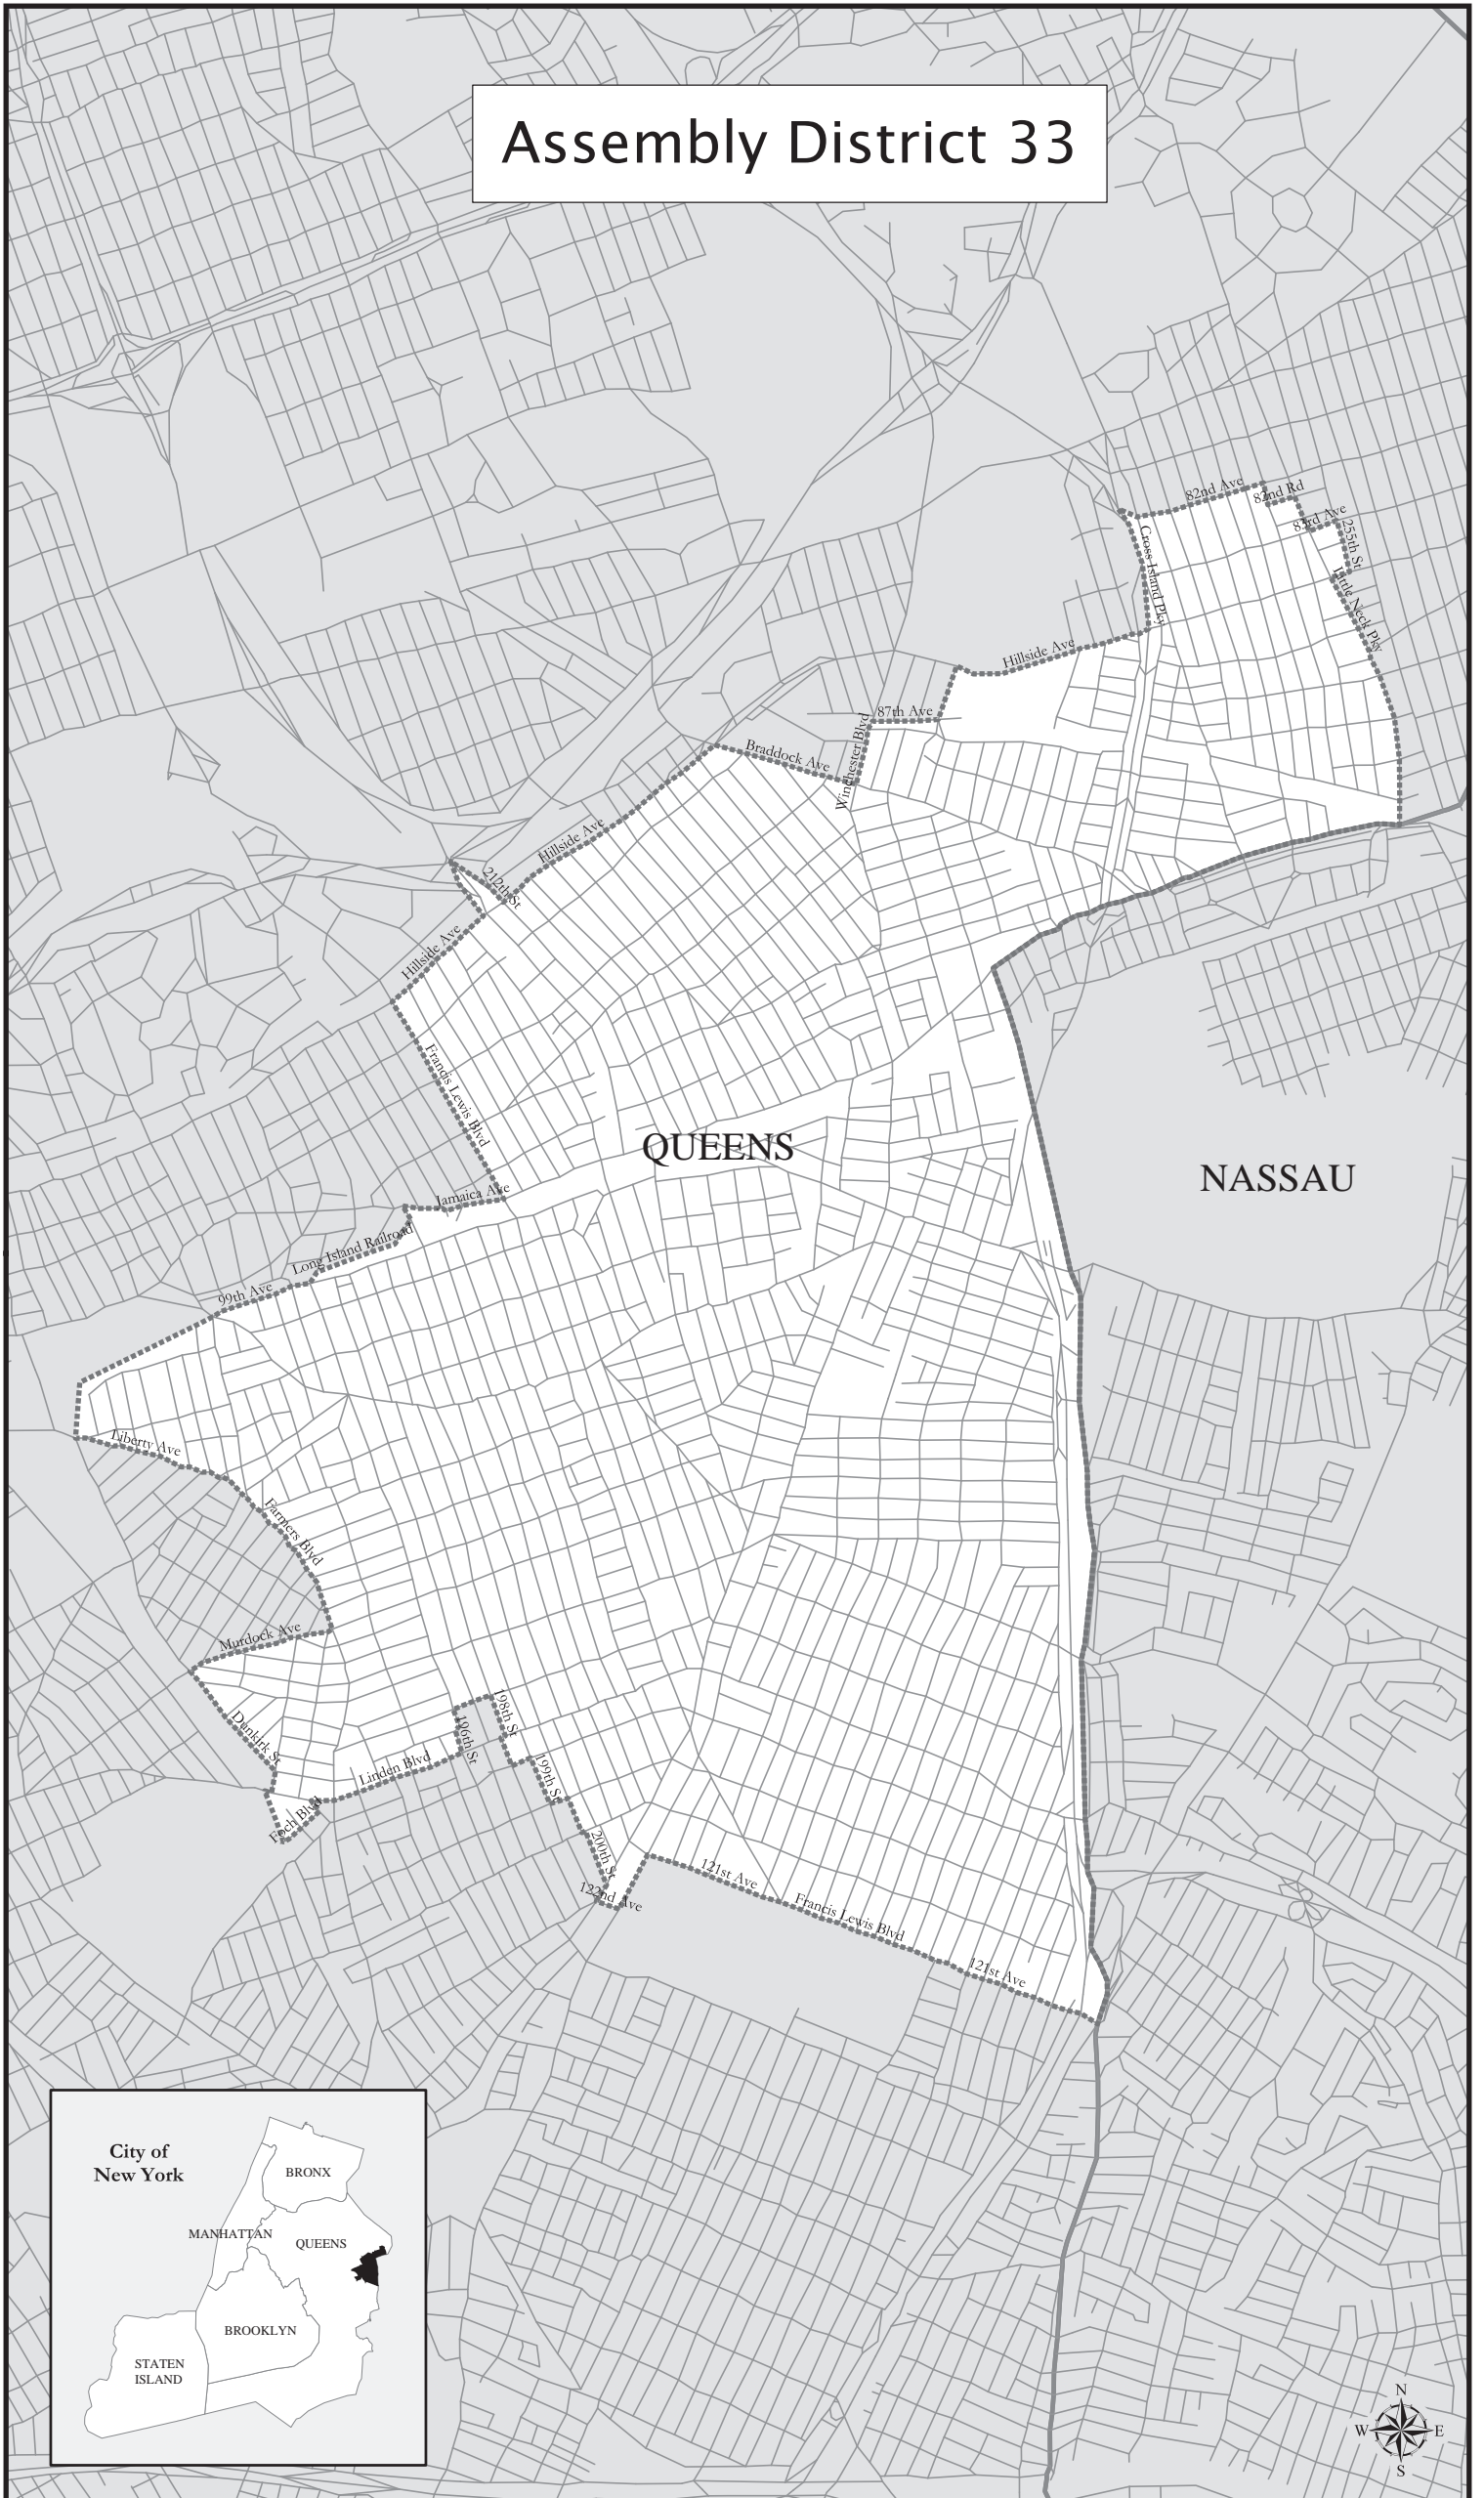 Assembly District 33
82nd Ave
82nd Rd
83rd Ave
255th St
Cross Island Pky
Little Neck Pky
Hillside Ave
87th Ave
Winchester Blvd
Braddock Ave
Hillside Ave
212th St
Hillside Ave
Francis Lewis Blvd
QUEENS
NASSAU
Jamaica Ave
Long Island Railroad
99th Ave
Liberty Ave
Farmers Blvd
Murdock Ave
Dunkirk St
198th St
196th St
Linden Blvd
199th St
Foch Blvd
200th St
122nd Ave
121st Ave
Francis Lewis Blvd
121st Ave
City of
New York
BRONX
MANHATTAN
QUEENS
BROOKLYN
STATEN
ISLAND
N
W
E
S